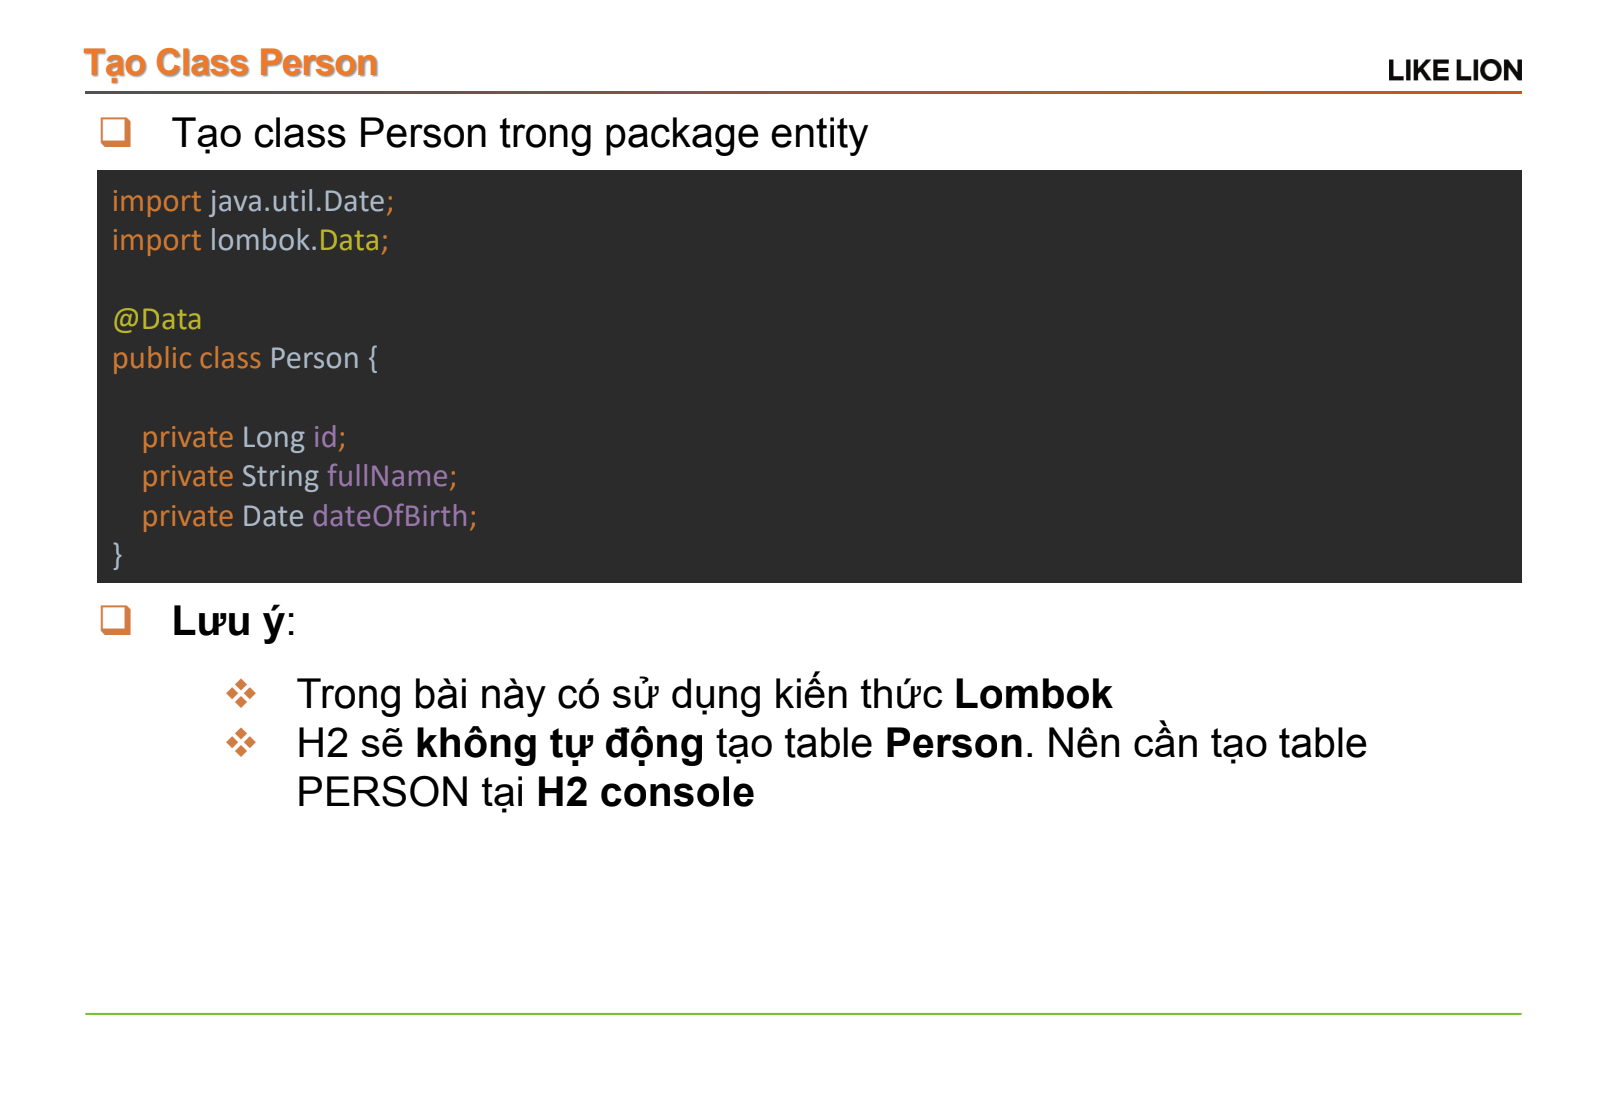 Tạo Class Person
LIKE LION
Tạo class Person trong package entity
import java.util.Date;
import lombok.Data;
@Data
public class Person {
private Long id;
private String fullName;
private Date dateOfBirth;
}
Lưu ý:
Trong bài này có sử dụng kiến thức Lombok
H2 sẽ không tự động tạo table Person. Nên cần tạo table
PERSON tại H2 console